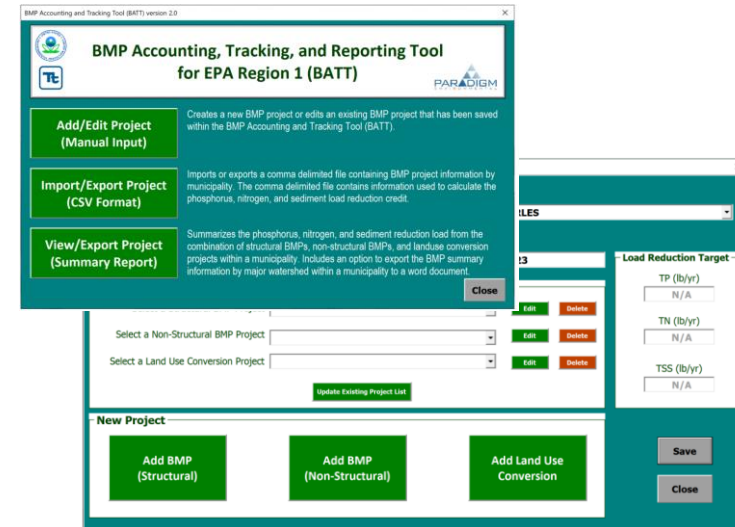 BMP Accounting and Tracking Tool (BATT) version 2.0
BMP Accounting, Tracking, and Reporting Tool
for EPA Region 1 (BATT)
Tt
PARADIGM
ENVIRONMENTAL
Add/Edit Project
(Manual Input)
Creates a new BMP project or edits an existing BMP project that has been saved
within the BMP Accounting and Tracking Tool (BATT).
Import/Export Project
(CSV Format)
Imports or exports a comma delimited file containing BMP project information by
municipality. The comma delimited file contains information used to calculate the
phosphorus, nitrogen, and sediment load reduction credit.
View/Export Project
(Summary Report)
Summarizes the phosphorus, nitrogen, and sediment reduction load from the
combination of structural BMPs, non-structural BMPs, and landuse conversion
projects within a municipality. Includes an option to export the BMP summary
information by major watershed within a municipality to a word document.
Close
RLES
23
Load Reduction Target
TP (lb/yr)
N/A
TN (lb/yr)
N/A
TSS (lb/yr)
N/A
Edit Delete
Select a Non-Structural BMP Project Edit Delete
Select a Land Use Conversion Project Edit Delete
Update Existing Project List
New Project
Add BMP
(Structural)
Add BMP
(Non-Structural)
Add Land Use
Conversion
Save
Close